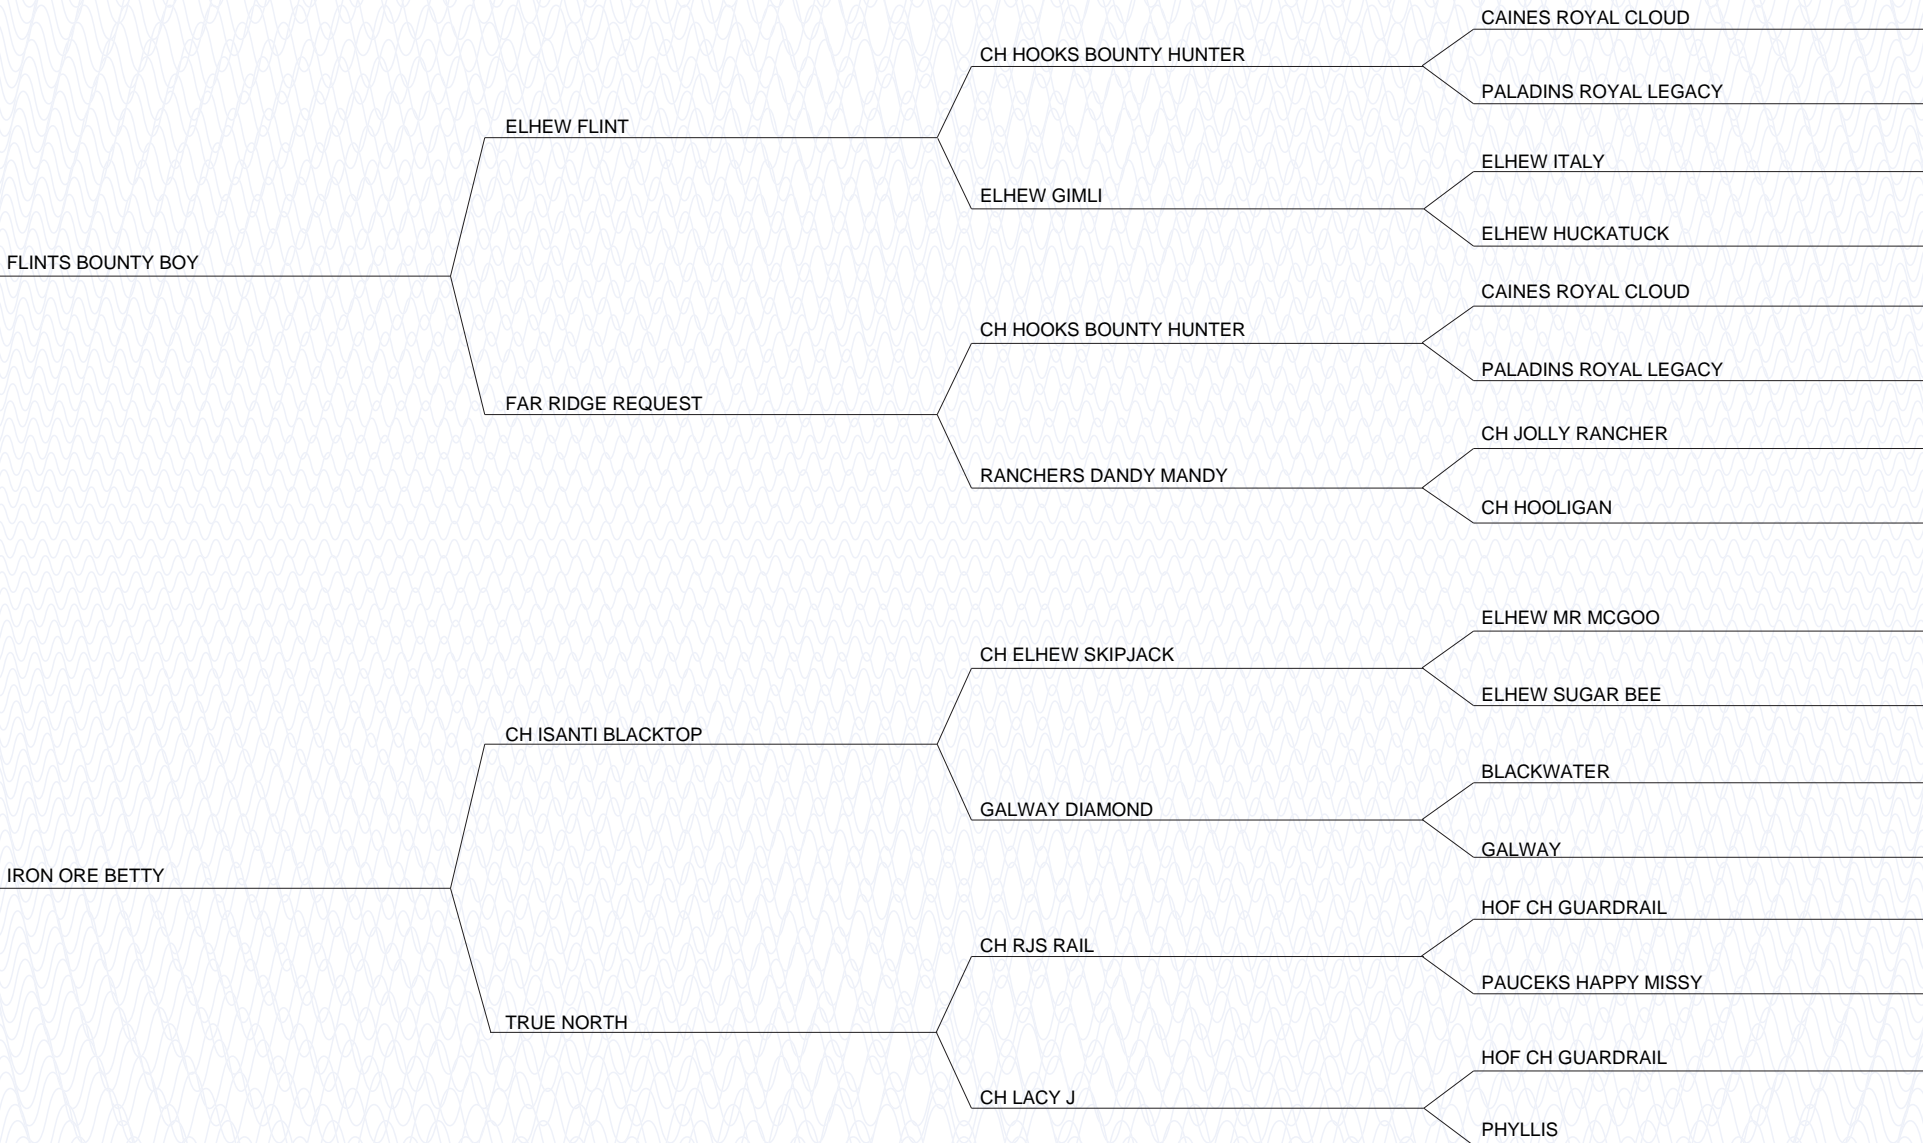 CAINES ROYAL CLOUD
CH HOOKS BOUNTY HUNTER
PALADINS ROYAL LEGACY
ELHEW FLINT
ELHEW ITALY
ELHEW GIMLI
ELHEW HUCKATUCK
FLINTS BOUNTY BOY
CAINES ROYAL CLOUD
CH HOOKS BOUNTY HUNTER
PALADINS ROYAL LEGACY
FAR RIDGE REQUEST
CH JOLLY RANCHER
RANCHERS DANDY MANDY
CH HOOLIGAN
ELHEW MR MCGOO
CH ELHEW SKIPJACK
ELHEW SUGAR BEE
CH ISANTI BLACKTOP
BLACKWATER
GALWAY DIAMOND
GALWAY
IRON ORE BETTY
HOF CH GUARDRAIL
CH RJS RAIL
PAUCEKS HAPPY MISSY
TRUE NORTH
HOF CH GUARDRAIL
CH LACY J
PHYLLIS